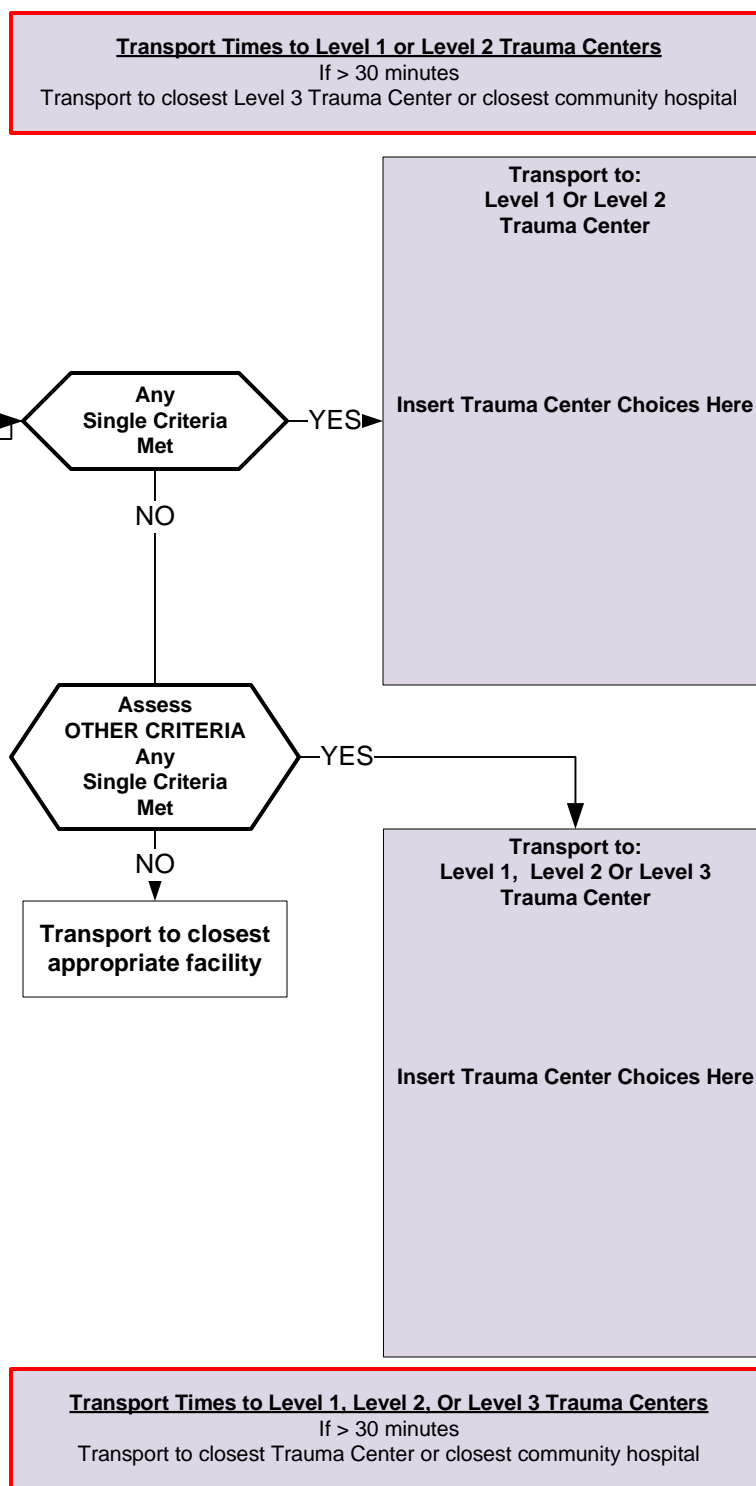 Transport Times to Level 1 or Level 2 Trauma Centers
If > 30 minutes
Transport to closest Level 3 Trauma Center or closest community hospital
Transport to:
Level 1 Or Level 2
Trauma Center
Any
Single Criteria
Met
YES
Insert Trauma Center Choices Here
NO
Assess
OTHER CRITERIA
Any
Single Criteria
Met
YES
NO
Transport to closest
appropriate facility
Transport to:
Level 1, Level 2 Or Level 3
Trauma Center
Insert Trauma Center Choices Here
Transport Times to Level 1, Level 2, Or Level 3 Trauma Centers
If > 30 minutes
Transport to closest Trauma Center or closest community hospital